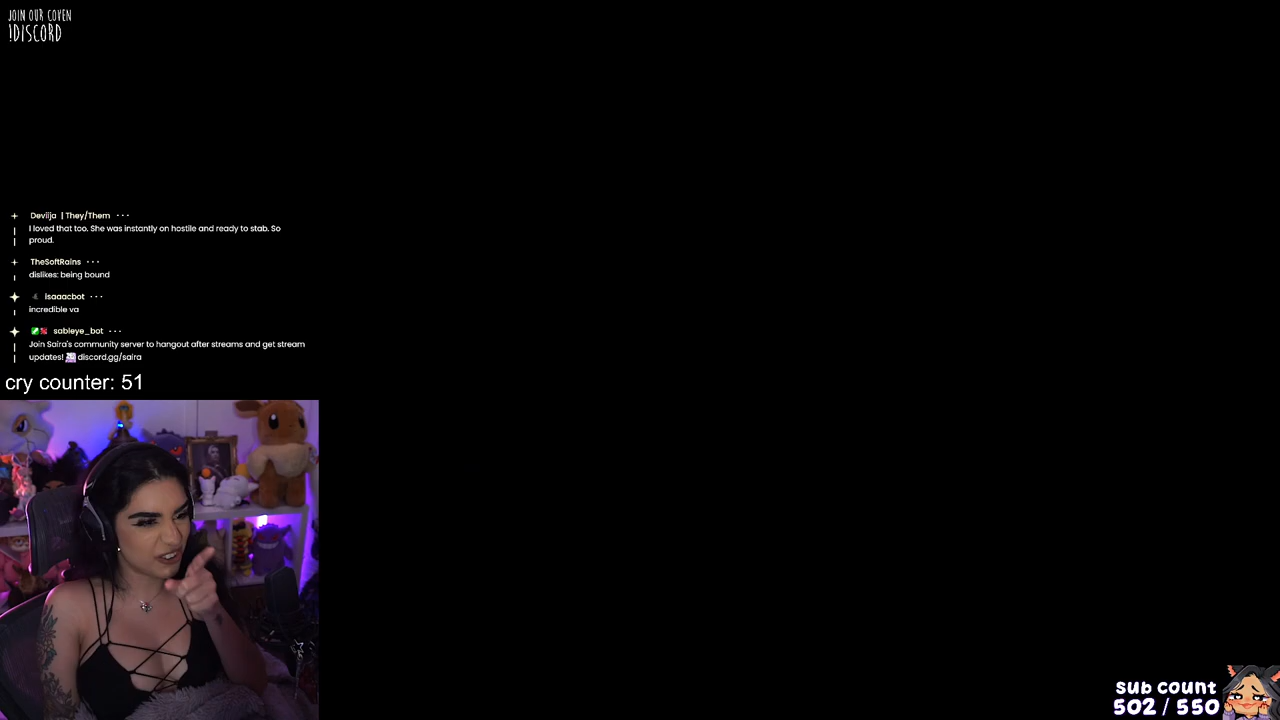 JOIN OUR COVEN
!DISCORD
Deviija | They/Them
I loved that too. She was instantly on hostile and ready to stab. So
proud.
TheSoftRains
dislikes: being bound
isaaacbot
incredible va
sableye_bot
Join Saira's community server to hangout after streams and get stream
updates! discord.gg/saira
cry counter: 51
sub count
502 / 550